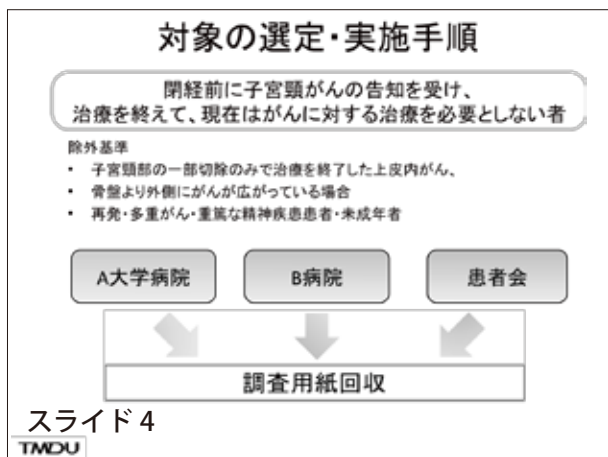 対象の選定・実施手順
閉経前に子宮頸がんの告知を受け、
治療を終えて、現在はがんに対する治療を必要としない者
除外基準
• 子宮頸部の一部切除のみで治療を終了した上皮内がん、
• 骨盤より外側にがんが広がっている場合
• 再発・多重がん・重篤な精神疾患患者・未成年者
A大学病院
B病院
患者会
調査用紙回収
スライド 4
TMDU